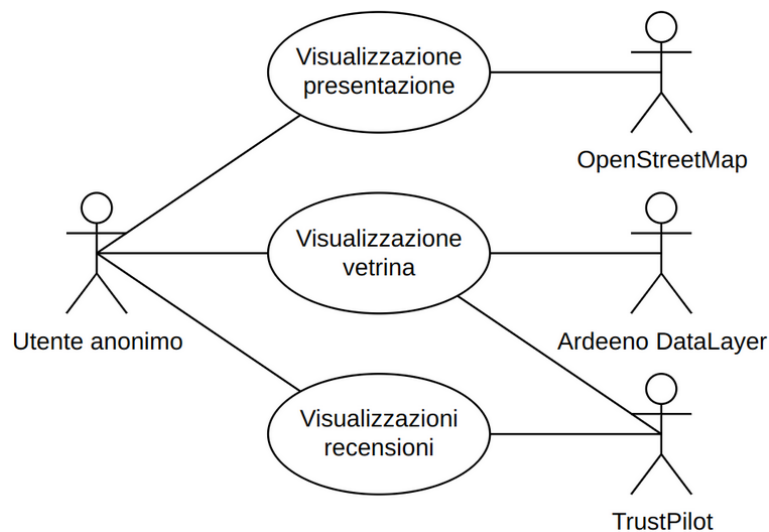 Visualizzazione
presentazione
OpenStreetMap
Visualizzazione
vetrina
Utente anonimo
Ardeeno DataLayer
Visualizzazioni
recensioni
TrustPilot